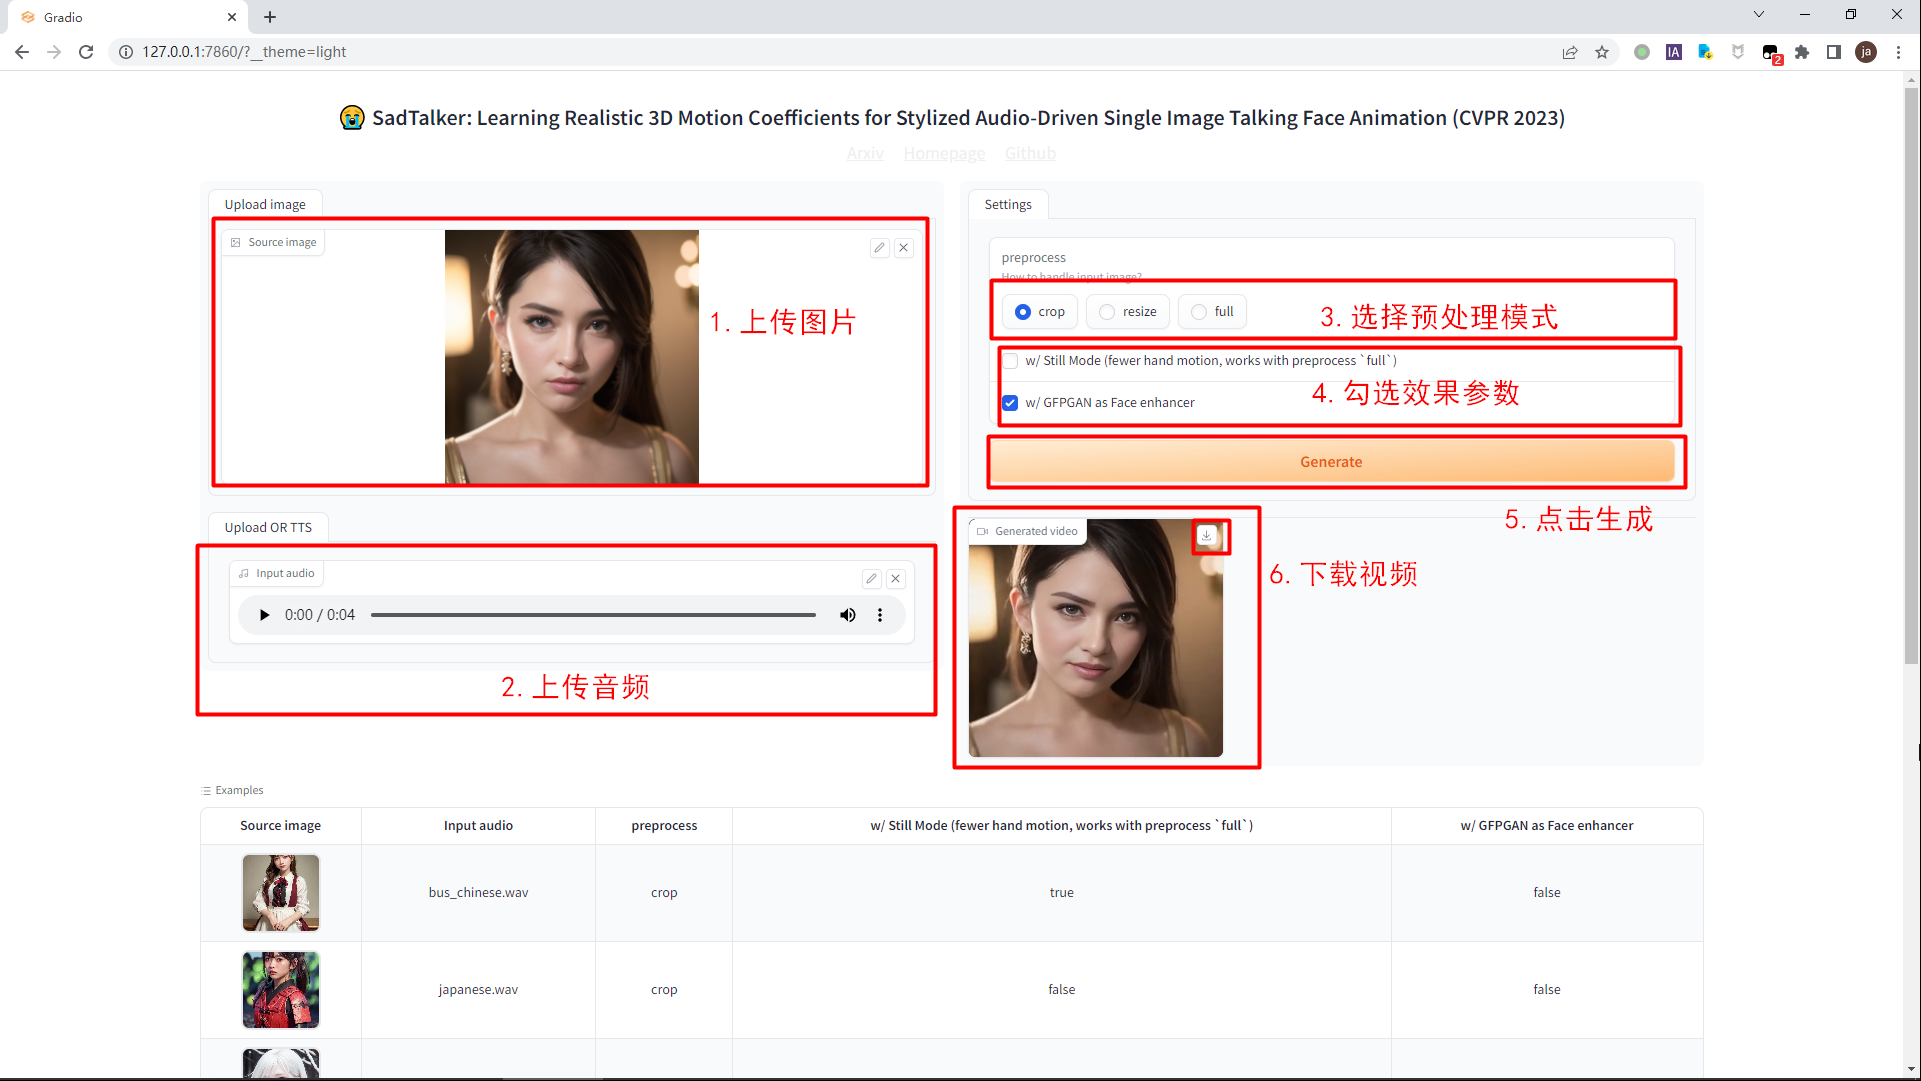 Gradio
127.0.0.1:7860/?__theme=light
IA
2
ja
SadTalker: Learning Realistic 3D Motion Coefficients for Stylized Audio-Driven Single Image Talking Face Animation (CVPR 2023)
Arxiv Homepage Github
Upload image
Source image
1. 上传图片
Upload OR TTS
Input audio
0:00 / 0:04
2. 上传音频
Settings
preprocess
How to handle input image?
crop resize full
3. 选择预处理模式
w/ Still Mode (fewer hand motion, works with preprocess `full`)
4. 勾选效果参数
w/ GFPGAN as Face enhancer
Generate
5. 点击生成
Generated video
6. 下载视频
Examples
Source image Input audio preprocess w/ Still Mode (fewer hand motion, works with preprocess `full`) w/ GFPGAN as Face enhancer
bus_chinese.wav crop true false
japanese.wav crop false false